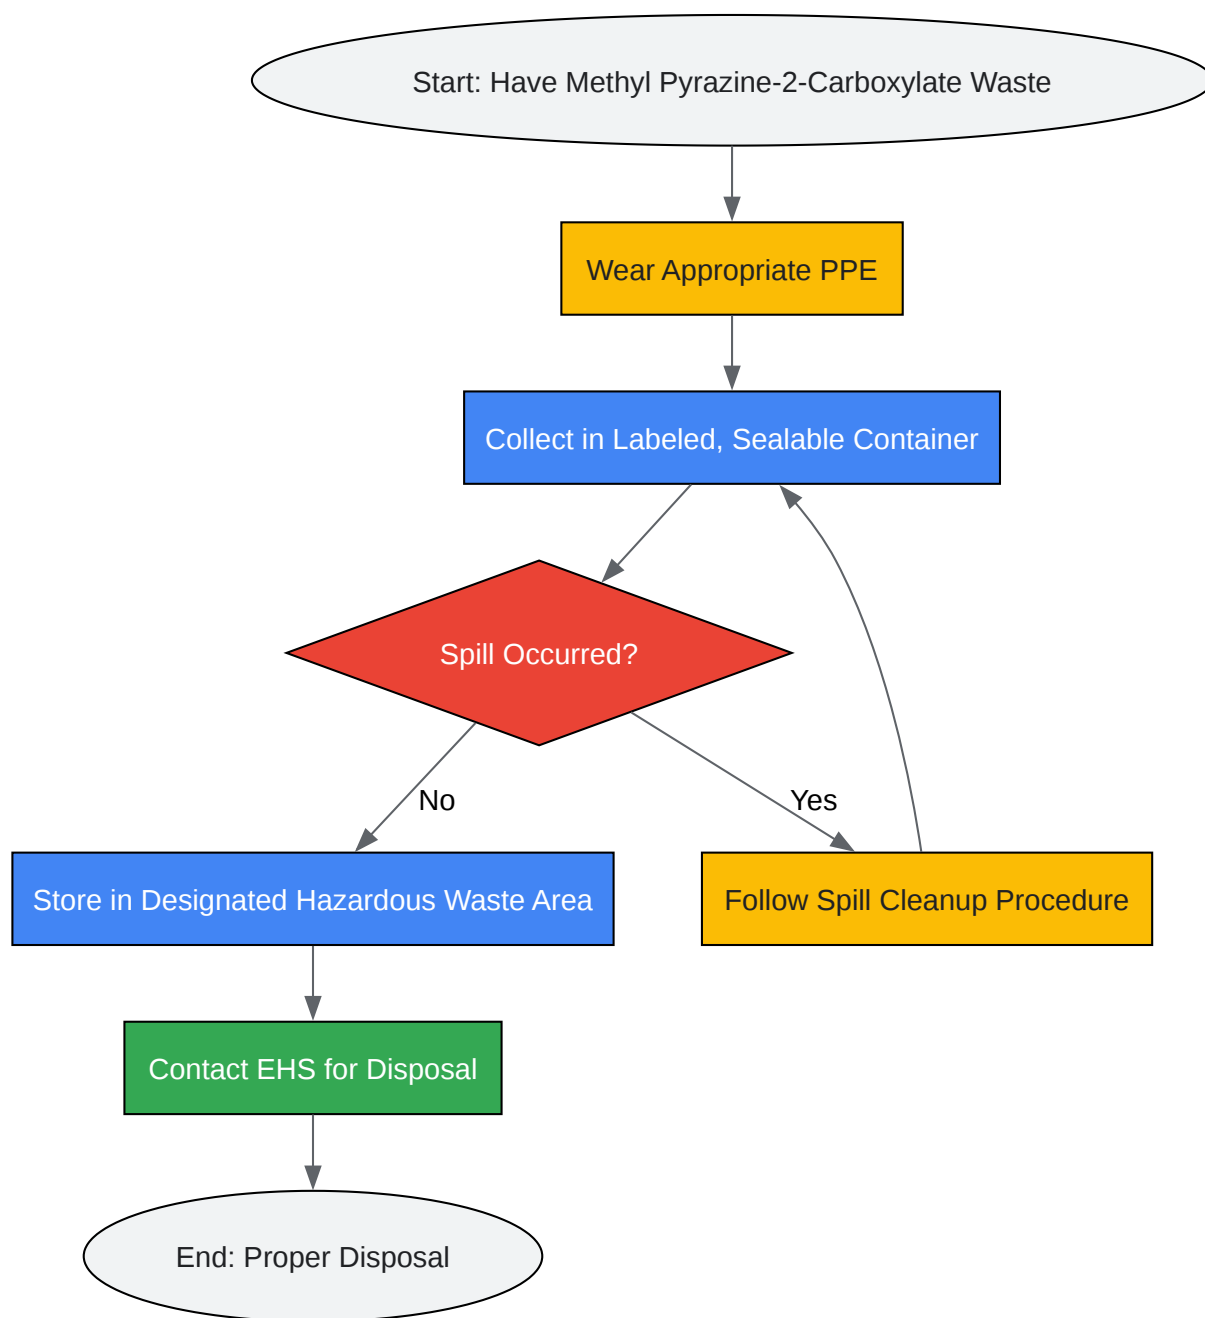 Start: Have Methyl Pyrazine-2-Carboxylate Waste
Wear Appropriate PPE
Collect in Labeled, Sealable Container
Spill Occurred?
No
Yes
Store in Designated Hazardous Waste Area
Follow Spill Cleanup Procedure
Contact EHS for Disposal
End: Proper Disposal